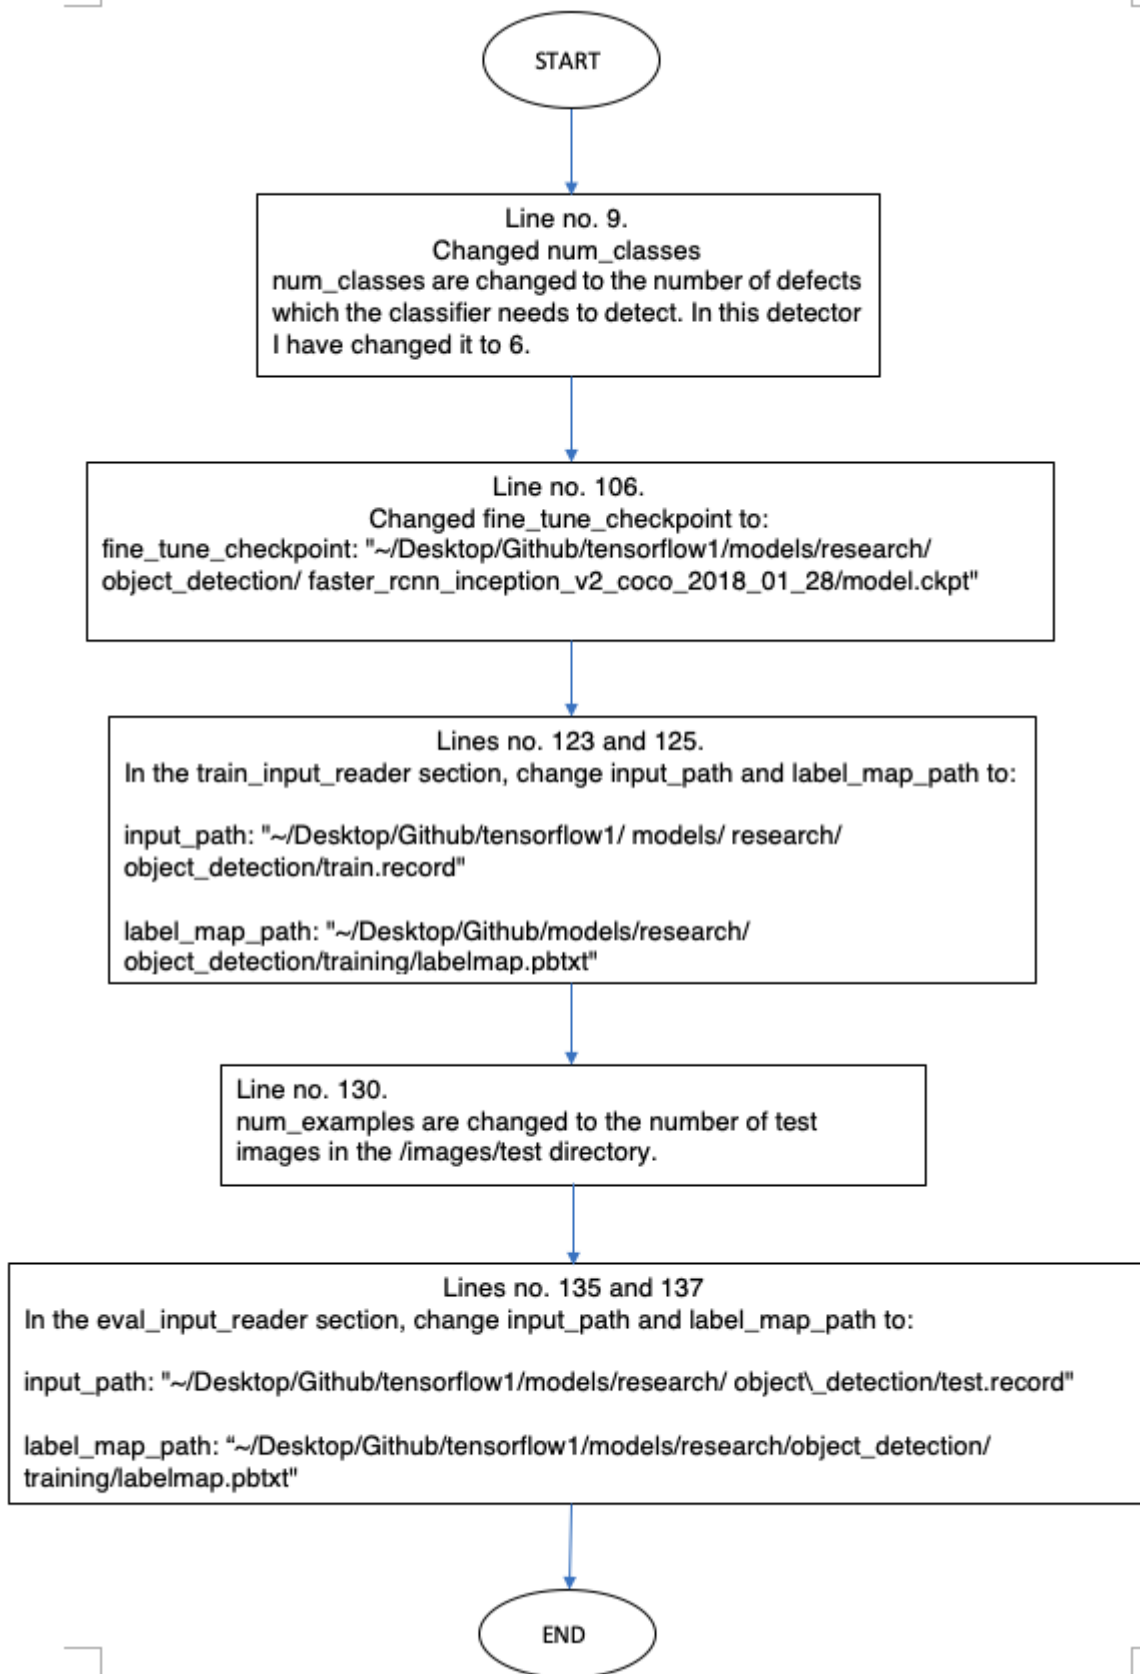 START
Line no. 9.
Changed num_classes
num_classes are changed to the number of defects
which the classifier needs to detect. In this detector
I have changed it to 6.
Line no. 106.
Changed fine_tune_checkpoint to:
fine_tune_checkpoint: "~/Desktop/Github/tensorflow1/models/research/
object_detection/ faster_rcnn_inception_v2_coco_2018_01_28/model.ckpt"
Lines no. 123 and 125.
In the train_input_reader section, change input_path and label_map_path to:
input_path: "~/Desktop/Github/tensorflow1/ models/ research/
object_detection/train.record"
label_map_path: "~/Desktop/Github/models/research/
object_detection/training/labelmap.pbtxt"
Line no. 130.
num_examples are changed to the number of test
images in the /images/test directory.
Lines no. 135 and 137
In the eval_input_reader section, change input_path and label_map_path to:
input_path: "~/Desktop/Github/tensorflow1/models/research/ object\_detection/test.record"
label_map_path: “~/Desktop/Github/tensorflow1/models/research/object_detection/
training/labelmap.pbtxt"
END